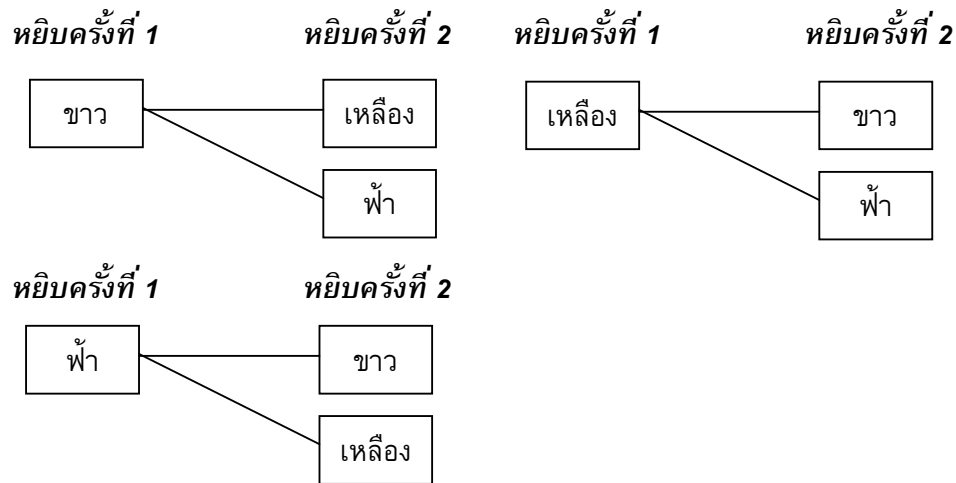 หยิบครั้งที่ 1 หยิบครั้งที่ 2 หยิบครั้งที่ 1 หยิบครั้งที่ 2
ขาว เหลือง เหลือง ขาว
ฟ้า ฟ้า
หยิบครั้งที่ 1 หยิบครั้งที่ 2
ฟ้า ขาว
เหลือง